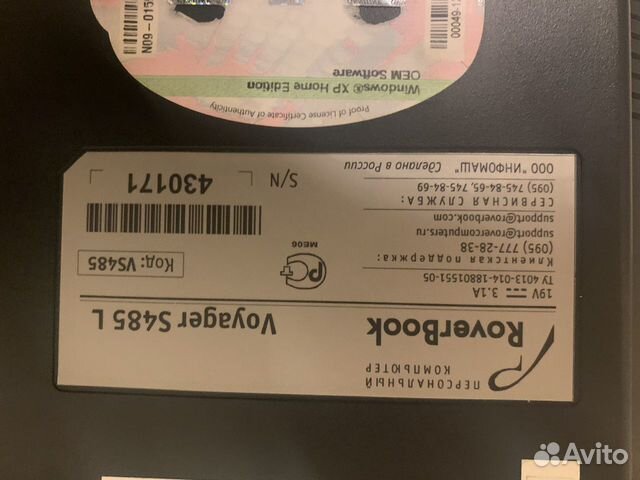 ПЕРСОНАЛЬНЫЙ
КОМПЬЮТЕР
RoverBook
Voyager S485 L
19V 3.1A
ТУ 4013-014-18801551-05
Клиентская поддержка:
(095) 777-28-38
support@rovercomputers.ru
support@roverbook.com
СЕРВИСНАЯ СЛУЖБА:
(095) 745-84-65, 745-84-69
ООО "ИНФОМАШ" Сделано в России
РС
ME06
Код: VS485
S/N 430171
Proof of License Certificate of Authenticity
Windows® XP Home Edition
OEM Software
Avito